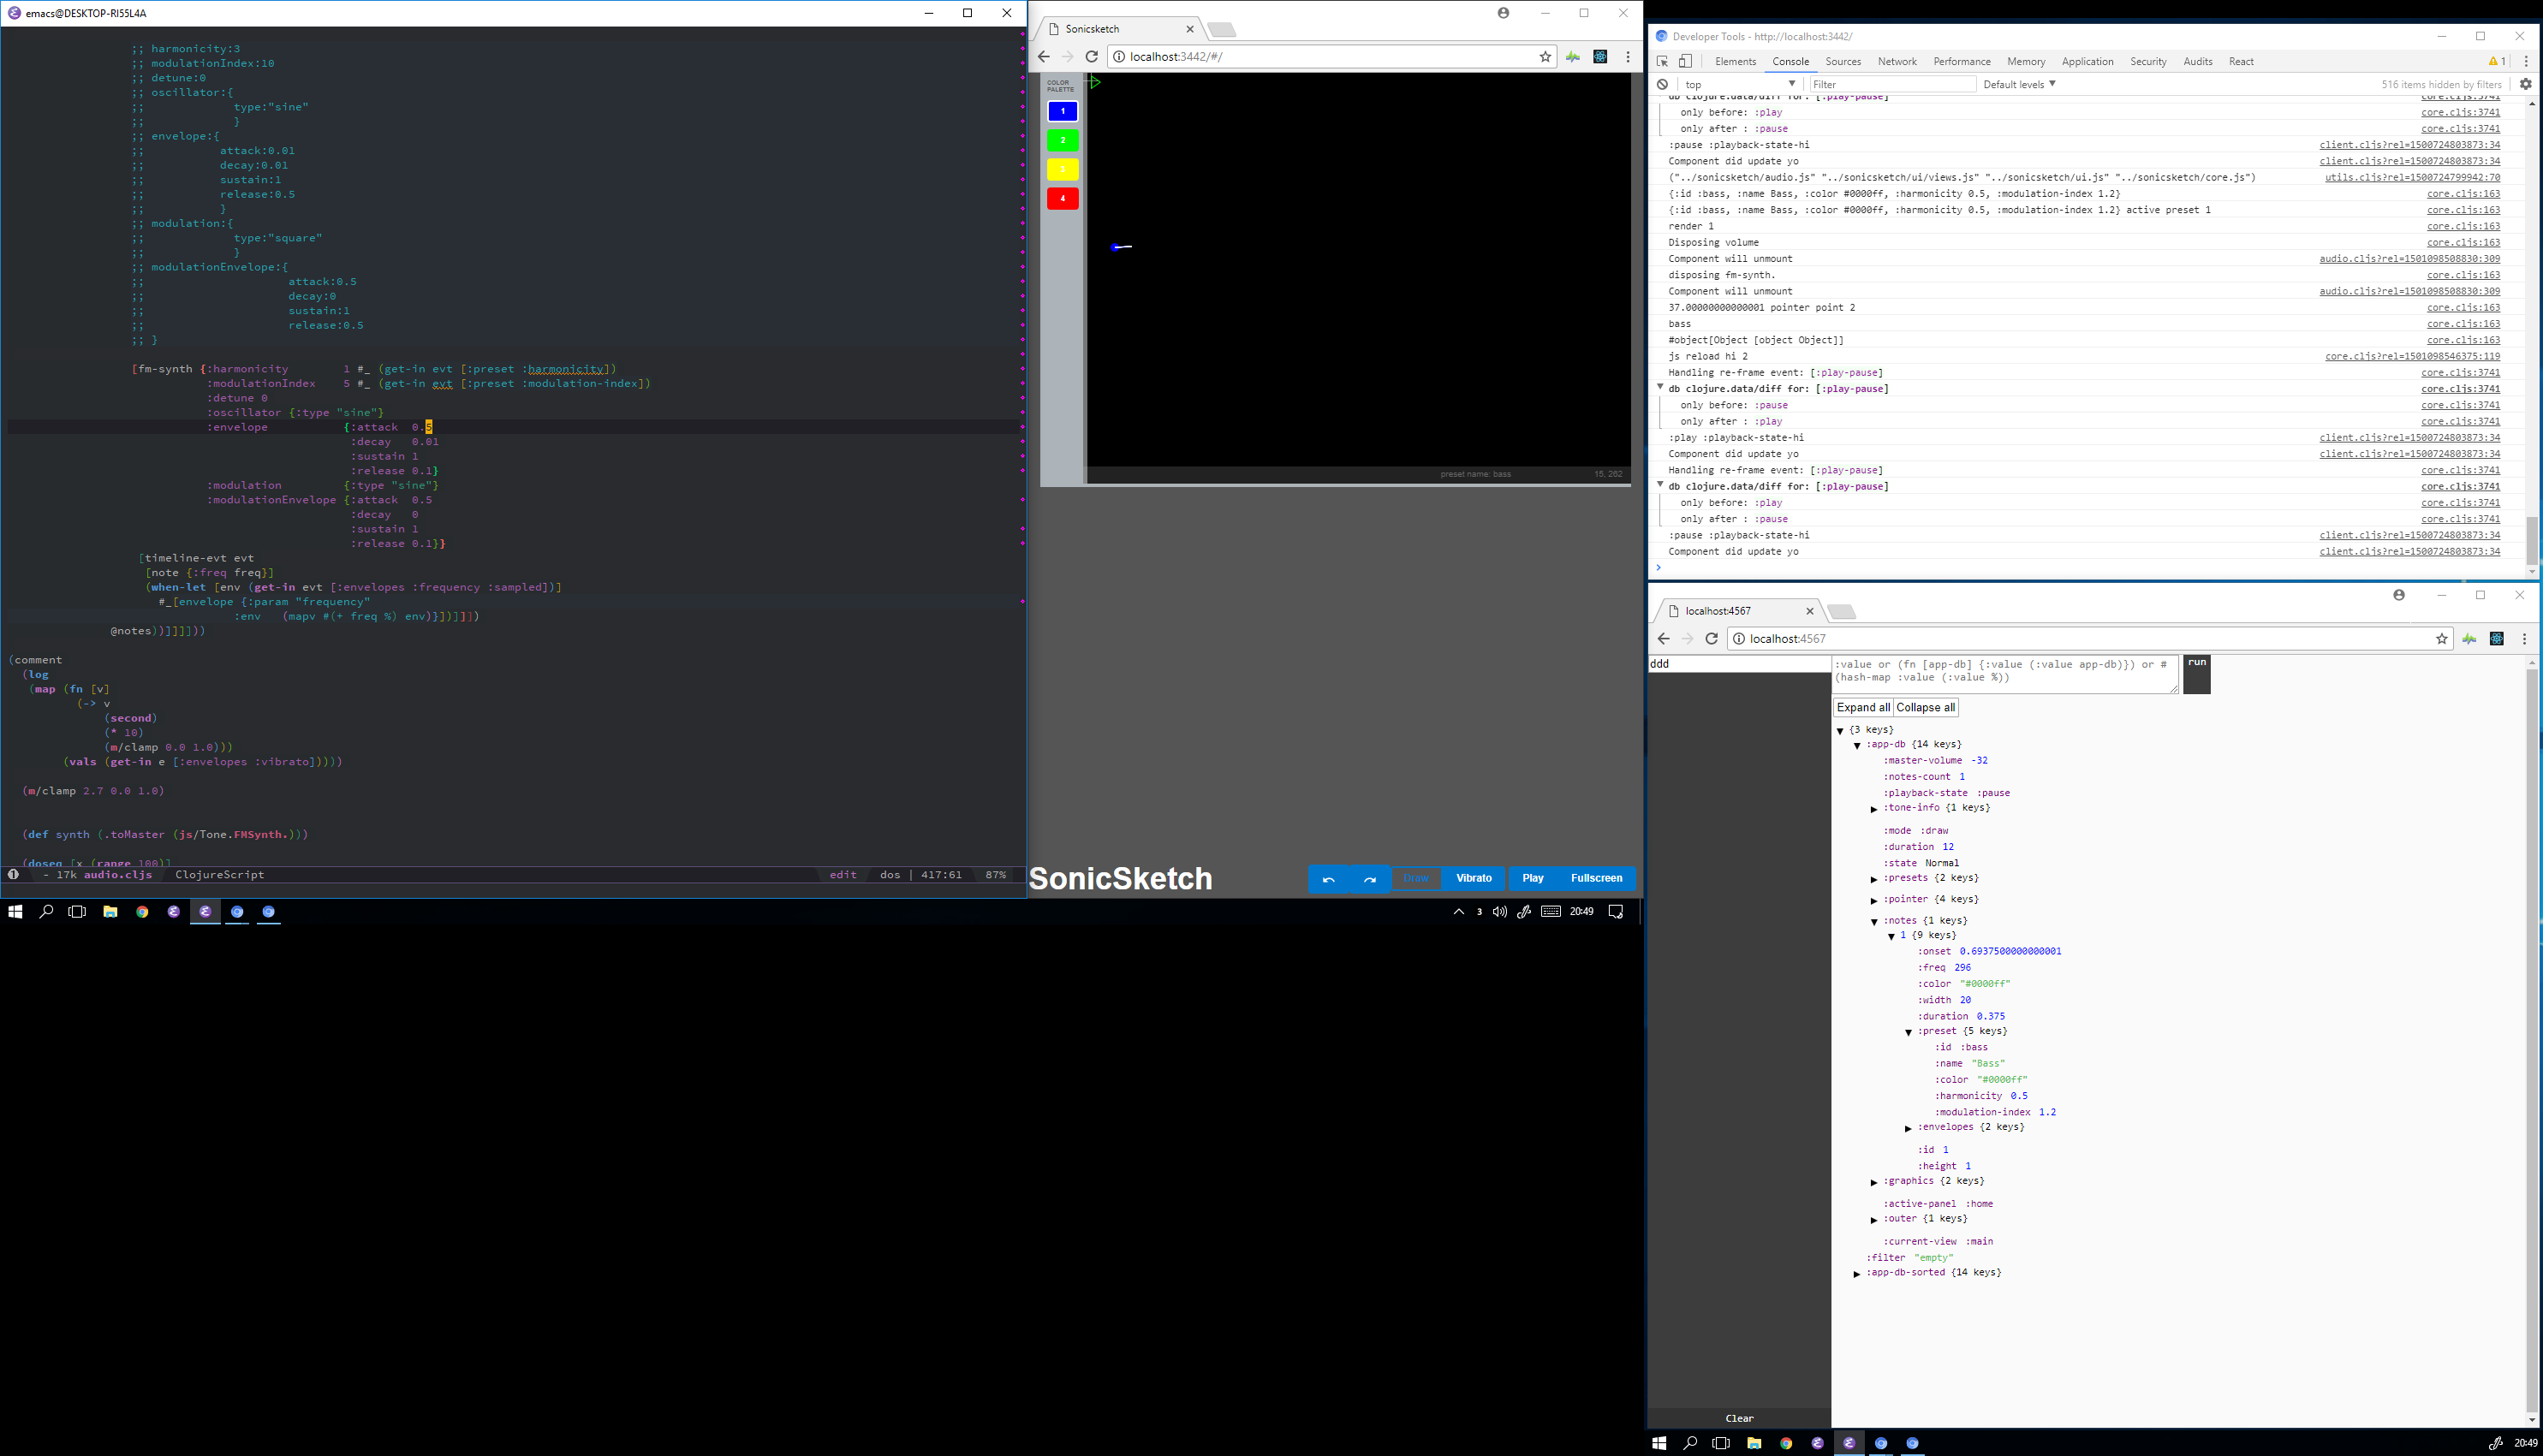 emacs@DESKTOP-RI55L4A
;; harmonicity:3
;; modulationIndex:10
;; detune:0
;; oscillator:{
;; type:"sine"
;; }
;; envelope:{
;; attack:0.01
;; decay:0.01
;; sustain:1
;; release:0.5
;; }
;; modulation:{
;; type:"square"
;; }
;; modulationEnvelope:{
;; attack:0.5
;; decay:0
;; sustain:1
;; release:0.5
;; }
[fm-synth {:harmonicity 1 #_ (get-in evt [:preset :harmonicity])
:modulationIndex 5 #_ (get-in evt [:preset :modulation-index])
:detune 0
:oscillator {:type "sine"}
:envelope {:attack 0.5
:decay 0.01
:sustain 1
:release 0.1}
:modulation {:type "sine"}
:modulationEnvelope {:attack 0.5
:decay 0
:sustain 1
:release 0.1}}
[timeline-evt evt
[note {:freq freq}]
(when-let [env (get-in evt [:envelopes :frequency :sampled])]
#_[envelope {:param "frequency"
:env (mapv #(+ freq %) env)}])]]])
@notes))]]]]))
(comment
(log
(map (fn [v]
(-> v
(second)
(* 10)
(m/clamp 0.0 1.0)))
(vals (get-in e [:envelopes :vibrato]))))
(m/clamp 2.7 0.0 1.0)
(def synth (.toMaster (js/Tone.FMSynth.)))
(doseq [x (range 100)]
- 17k audio.cljs ClojureScript edit dos | 417:61 87%
3 20:49
Sonicsketch
localhost:3442/#/
COLOR
PALETTE
1
2
4
preset name: bass 15, 262
SonicSketch
Draw Vibrato Play Fullscreen
Developer Tools - http://localhost:3442/
Elements Console Sources Network Performance Memory Application Security Audits React 1
top Filter Default levels 516 items hidden by filters
db clojure.data/diff for: [:play-pause] core.cljs:3741
only before: :play core.cljs:3741
only after : :pause core.cljs:3741
:pause :playback-state-hi client.cljs?rel=1500724803873:34
Component did update yo client.cljs?rel=1500724803873:34
("../sonicsketch/audio.js" "../sonicsketch/ui/views.js" "../sonicsketch/ui.js" "../sonicsketch/core.js") utils.cljs?rel=1500724799942:70
{:id :bass, :name Bass, :color #0000ff, :harmonicity 0.5, :modulation-index 1.2} core.cljs:163
{:id :bass, :name Bass, :color #0000ff, :harmonicity 0.5, :modulation-index 1.2} active preset 1 core.cljs:163
render 1 core.cljs:163
Disposing volume core.cljs:163
Component will unmount audio.cljs?rel=1501098508830:309
disposing fm-synth. core.cljs:163
Component will unmount audio.cljs?rel=1501098508830:309
37.00000000000001 pointer point 2 core.cljs:163
bass core.cljs:163
#object[Object [object Object]] core.cljs:163
js reload hi 2 core.cljs?rel=1501098546375:119
Handling re-frame event: [:play-pause] core.cljs:3741
db clojure.data/diff for: [:play-pause] core.cljs:3741
only before: :pause core.cljs:3741
only after : :play core.cljs:3741
:play :playback-state-hi client.cljs?rel=1500724803873:34
Component did update yo client.cljs?rel=1500724803873:34
Handling re-frame event: [:play-pause] core.cljs:3741
db clojure.data/diff for: [:play-pause] core.cljs:3741
only before: :play core.cljs:3741
only after : :pause core.cljs:3741
:pause :playback-state-hi client.cljs?rel=1500724803873:34
Component did update yo client.cljs?rel=1500724803873:34
localhost:4567
localhost:4567
ddd
:value or (fn [app-db] {:value (:value app-db)}) or #
(hash-map :value (:value %))
run
Expand all Collapse all
{3 keys}
:app-db {14 keys}
:master-volume -32
:notes-count 1
:playback-state :pause
:tone-info {1 keys}
:mode :draw
:duration 12
:state Normal
:presets {2 keys}
:pointer {4 keys}
:notes {1 keys}
1 {9 keys}
:onset 0.6937500000000001
:freq 296
:color "#0000ff"
:width 20
:duration 0.375
:preset {5 keys}
:id :bass
:name "Bass"
:color "#0000ff"
:harmonicity 0.5
:modulation-index 1.2
:envelopes {2 keys}
:id 1
:height 1
:graphics {2 keys}
:active-panel :home
:outer {1 keys}
:current-view :main
:filter "empty"
:app-db-sorted {14 keys}
Clear
20:49